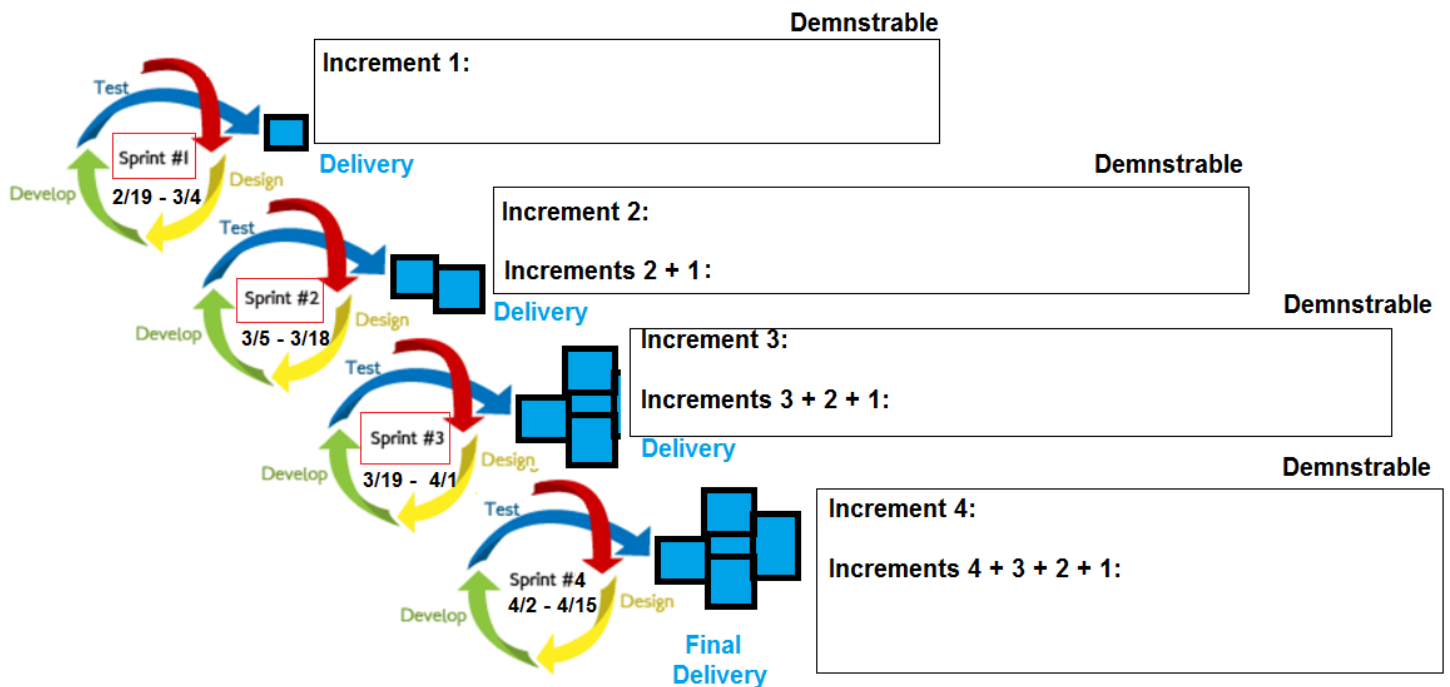 Demnstrable
Increment 1:
Test
Sprint #1
2/19 - 3/4
Develop
Design
Delivery
Demnstrable
Increment 2:
Increments 2 + 1:
Test
Sprint #2
3/5 - 3/18
Develop
Design
Delivery
Demnstrable
Increment 3:
Increments 3 + 2 + 1:
Test
Sprint #3
3/19 - 4/1
Develop
Design
Delivery
Demnstrable
Increment 4:
Increments 4 + 3 + 2 + 1:
Test
Sprint #4
4/2 - 4/15
Develop
Design
Final
Delivery